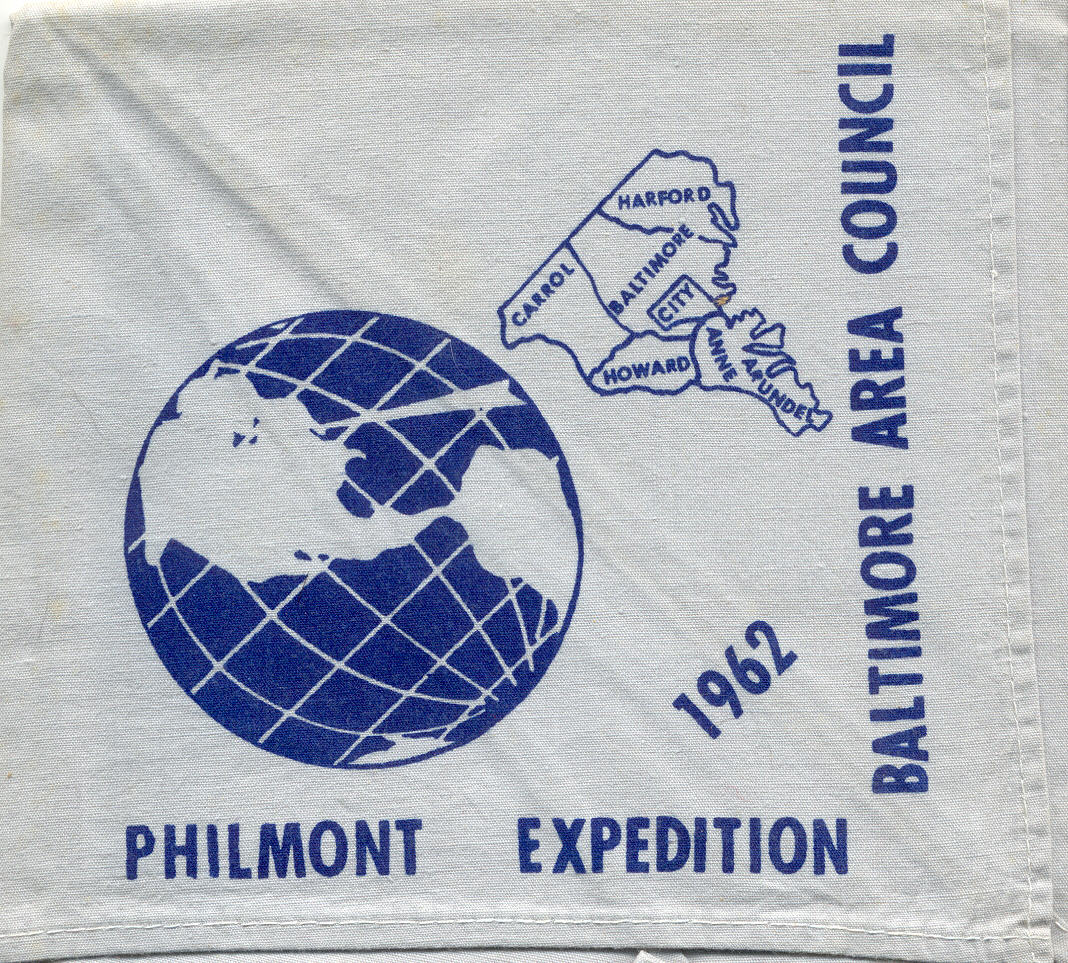 HARFORD
BALTIMORE
CARROL
CITY
HOWARD
ANNE
ARUNDEL
1962
BALTIMORE AREA COUNCIL
PHILMONT EXPEDITION